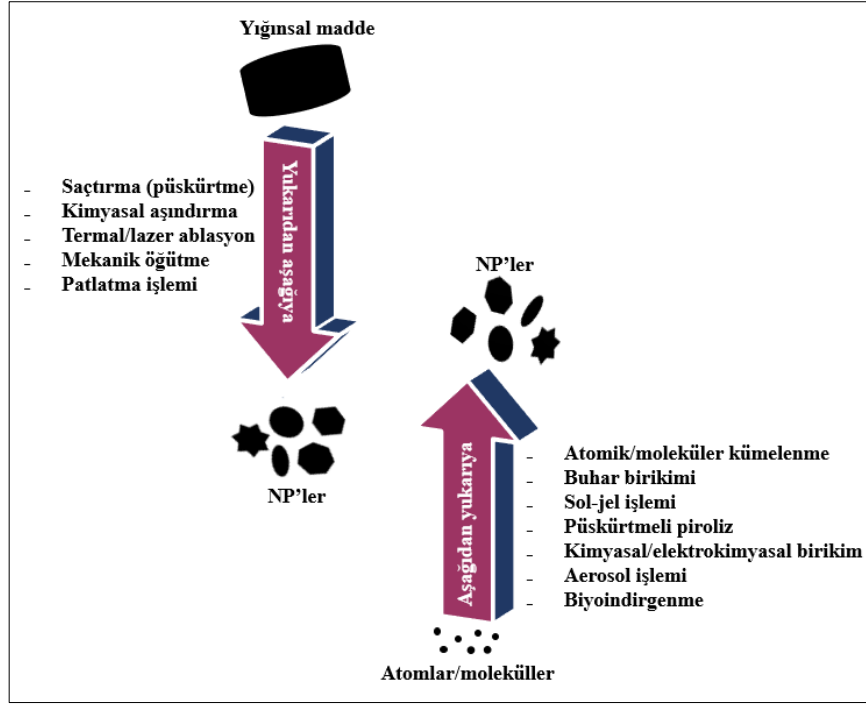 Yığınsal madde
Yukarıdan aşağıya
- Saçtırma (püskürtme)
- Kimyasal aşındırma
- Termal/lazer ablasyon
- Mekanik öğütme
- Patlatma işlemi
NP’ler
NP’ler
Aşağıdan yukarıya
- Atomik/moleküler kümelenme
- Buhar birikimi
- Sol-jel işlemi
- Püskürtmeli piroliz
- Kimyasal/elektrokimyasal birikim
- Aerosol işlemi
- Biyoindirgenme
Atomlar/moleküller